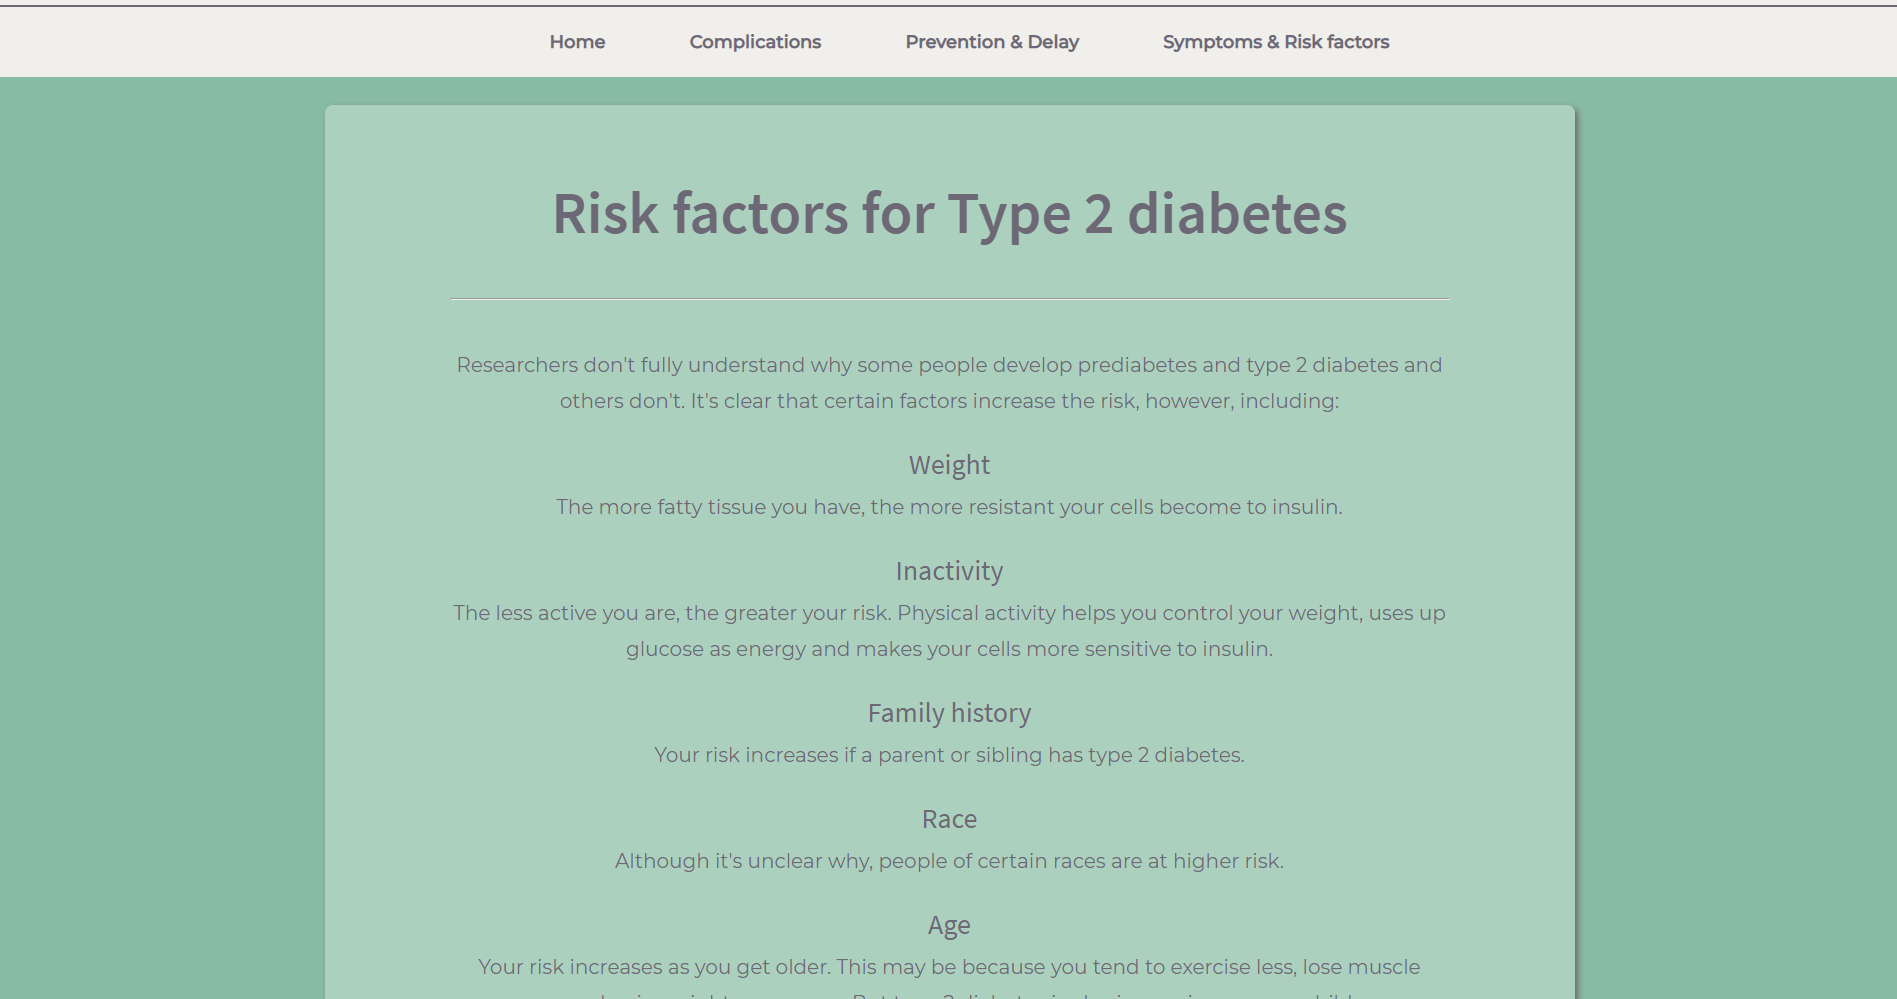 Home Complications Prevention & Delay Symptoms & Risk factors
Risk factors for Type 2 diabetes
Researchers don't fully understand why some people develop prediabetes and type 2 diabetes and
others don't. It's clear that certain factors increase the risk, however, including:
Weight
The more fatty tissue you have, the more resistant your cells become to insulin.
Inactivity
The less active you are, the greater your risk. Physical activity helps you control your weight, uses up
glucose as energy and makes your cells more sensitive to insulin.
Family history
Your risk increases if a parent or sibling has type 2 diabetes.
Race
Although it's unclear why, people of certain races are at higher risk.
Age
Your risk increases as you get older. This may be because you tend to exercise less, lose muscle